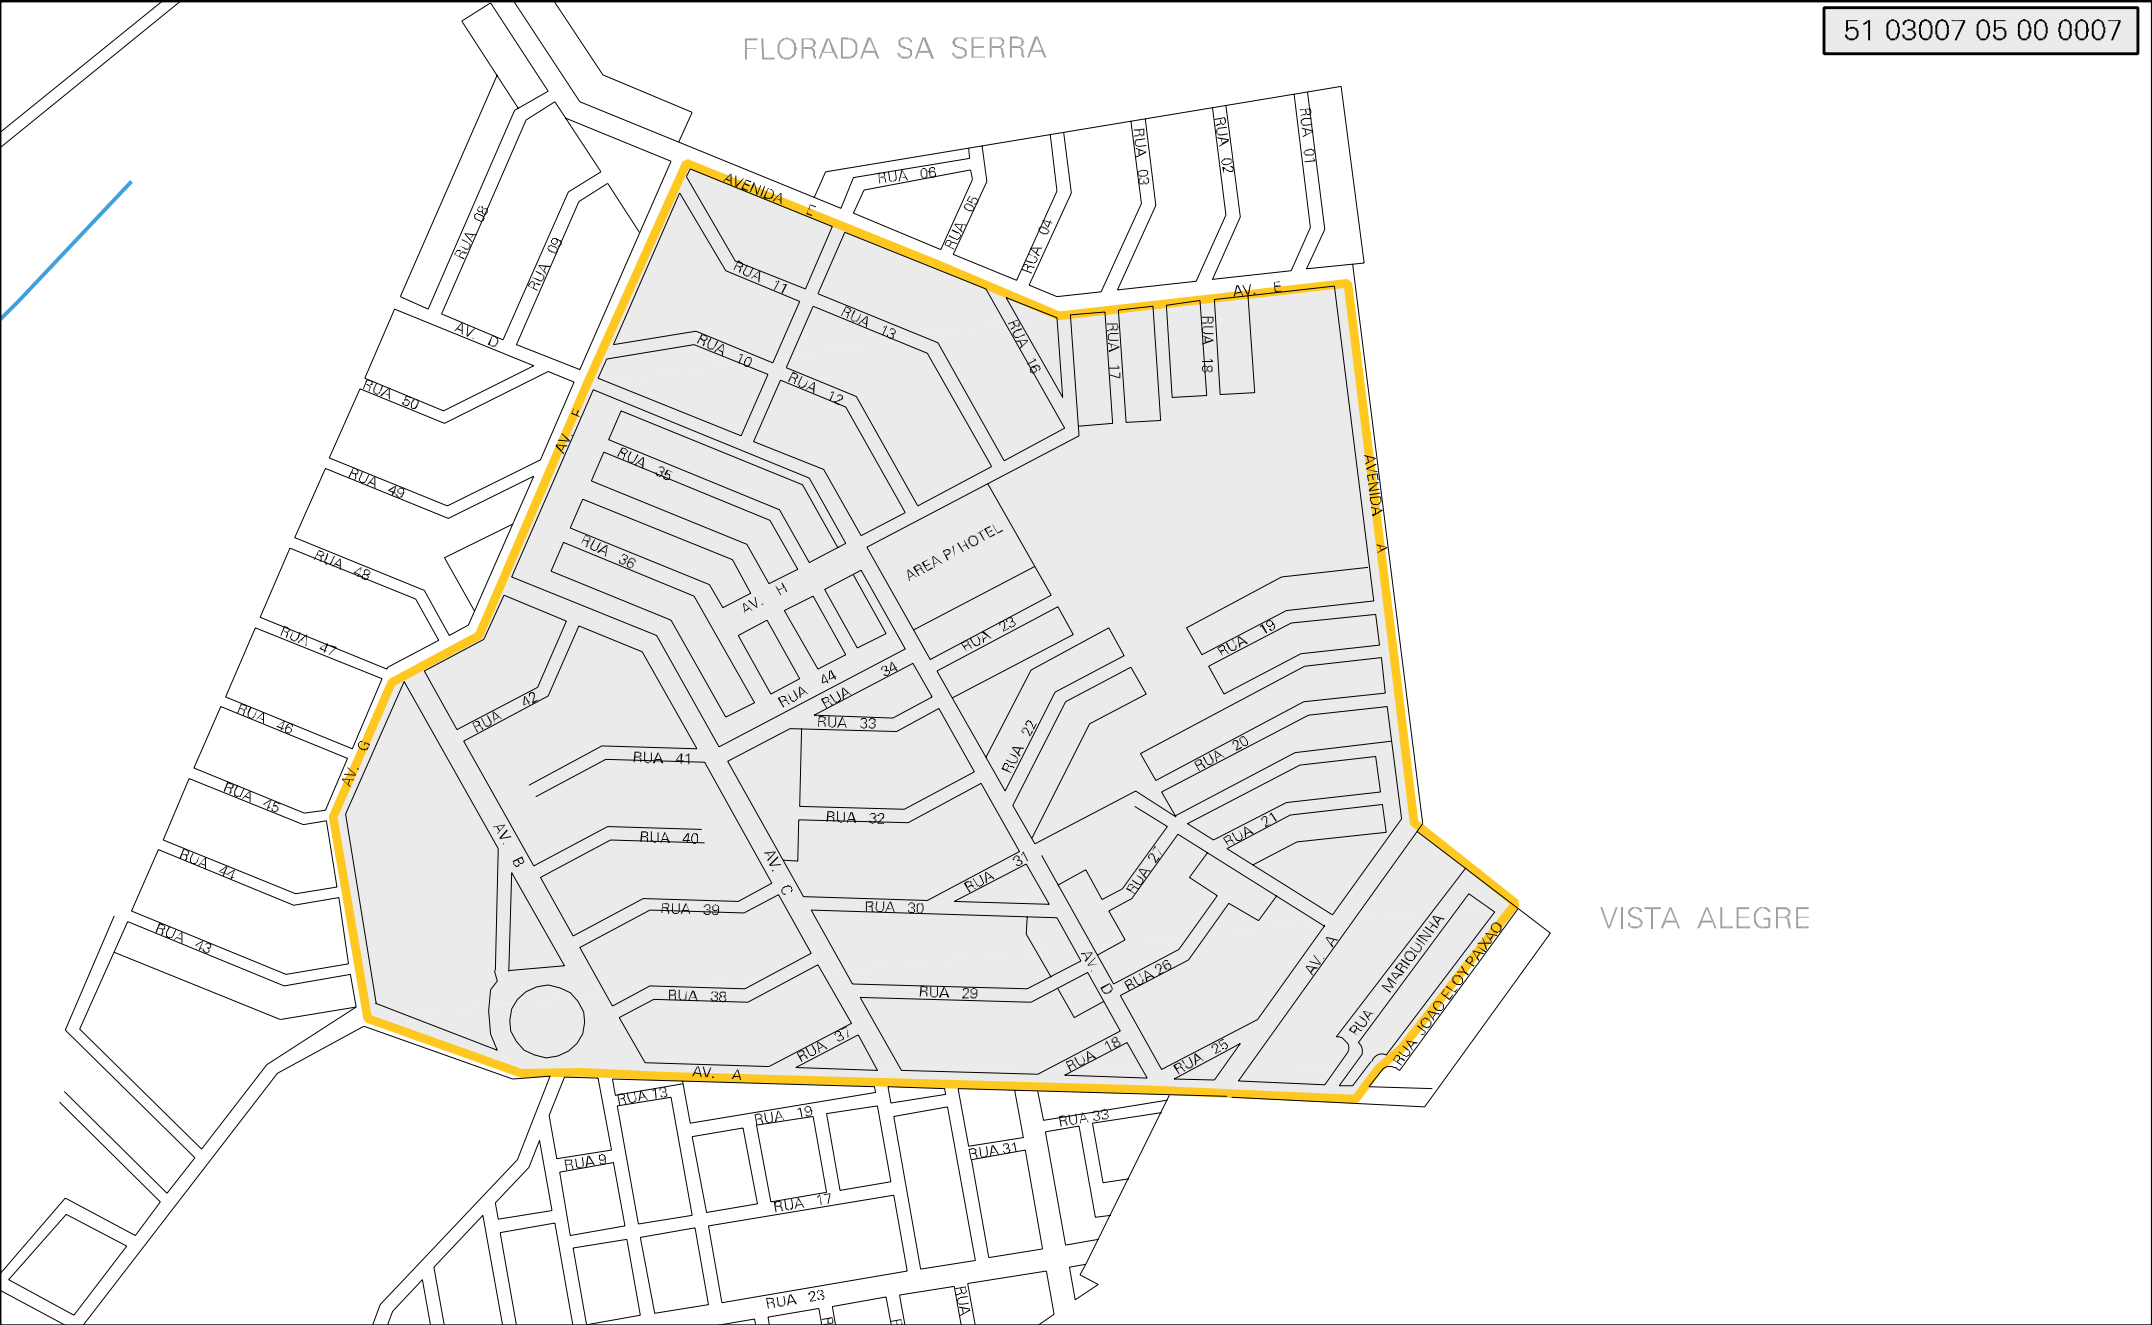 51 03007 05 00 0007
FLORADA SA SERRA
RUA 01
RUA 02
RUA 03
RUA 04
RUA 05
RUA 06
AVENIDA E
RUA 08
RUA 09
RUA 11
RUA 13
RUA 10
RUA 12
RUA 16
RUA 17
RUA 18
AV. E
AV. D
RUA 50
AV. F
RUA 49
RUA 35
AVENIDA A
RUA 48
RUA 36
AV. H
AREA P/ HOTEL
RUA 47
RUA 23
RUA 19
RUA 44
RUA 34
RUA 42
RUA 33
RUA 46
AV. G
RUA 41
RUA 22
RUA 20
RUA 45
RUA 32
RUA 21
AV. B
RUA 40
AV. C
RUA 31
RUA 27
RUA 44
RUA 39
RUA 30
VISTA ALEGRE
RUA 43
AV. D
RUA 26
AV. A
RUA MARIQUINHA
RUA JOAO ELOY PAIXAO
RUA 38
RUA 29
RUA 37
RUA 18
RUA 25
AV. A
RUA 13
RUA 19
RUA 33
RUA 9
RUA 31
RUA 17
RUA 23
RUA